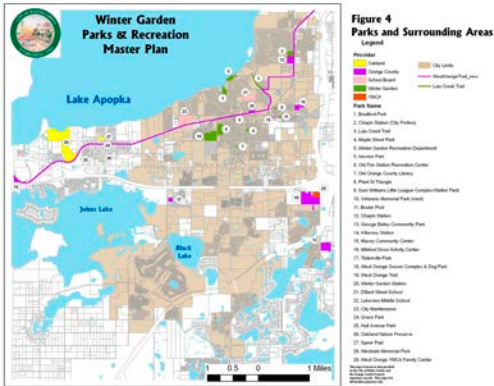 Winter Garden
Parks & Recreation
Master Plan
Lake Apopka
Johns Lake
Black
Lake
1 0.5 0 1 Miles
Figure 4
Parks and Surrounding Areas
Legend
Provider
Oakland
Orange County
School Board
Winter Garden
YMCA
City Limits
WestOrangeTrail_new
Lulu Creek Trail
Park Name
1, Bradford Park
2, Chapin Station (City Portion)
3, Lulu Creek Trail
4, Maple Street Park
5, Winter Garden Recreation Department
6, Newton Park
6, Old Fire Station Recreation Center
7, Old Orange County Library
8, Plant St Triangle
9, Sam Williams Little League Complex/Station Field
10, Veterans Memorial Park (new)
11, Boulter Pool
12, Chapin Station
13, George Bailey Community Park
14, Killarney Station
15, Maxey Community Center
16, Mildred Dixon Activity Center
17, Tildenville Park
18, West Orange Soccer Complex & Dog Park
19, West Orange Trail
20, Winter Garden Station
21, Dillard Street School
22, Lakeview Middle School
23, City Maintenance
24, Grace Park
25, Hull Avenue Park
26, Oakland Nature Preserve
27, Speer Park
28, Westside Memorial Park
29, West Orange YMCA Family Center